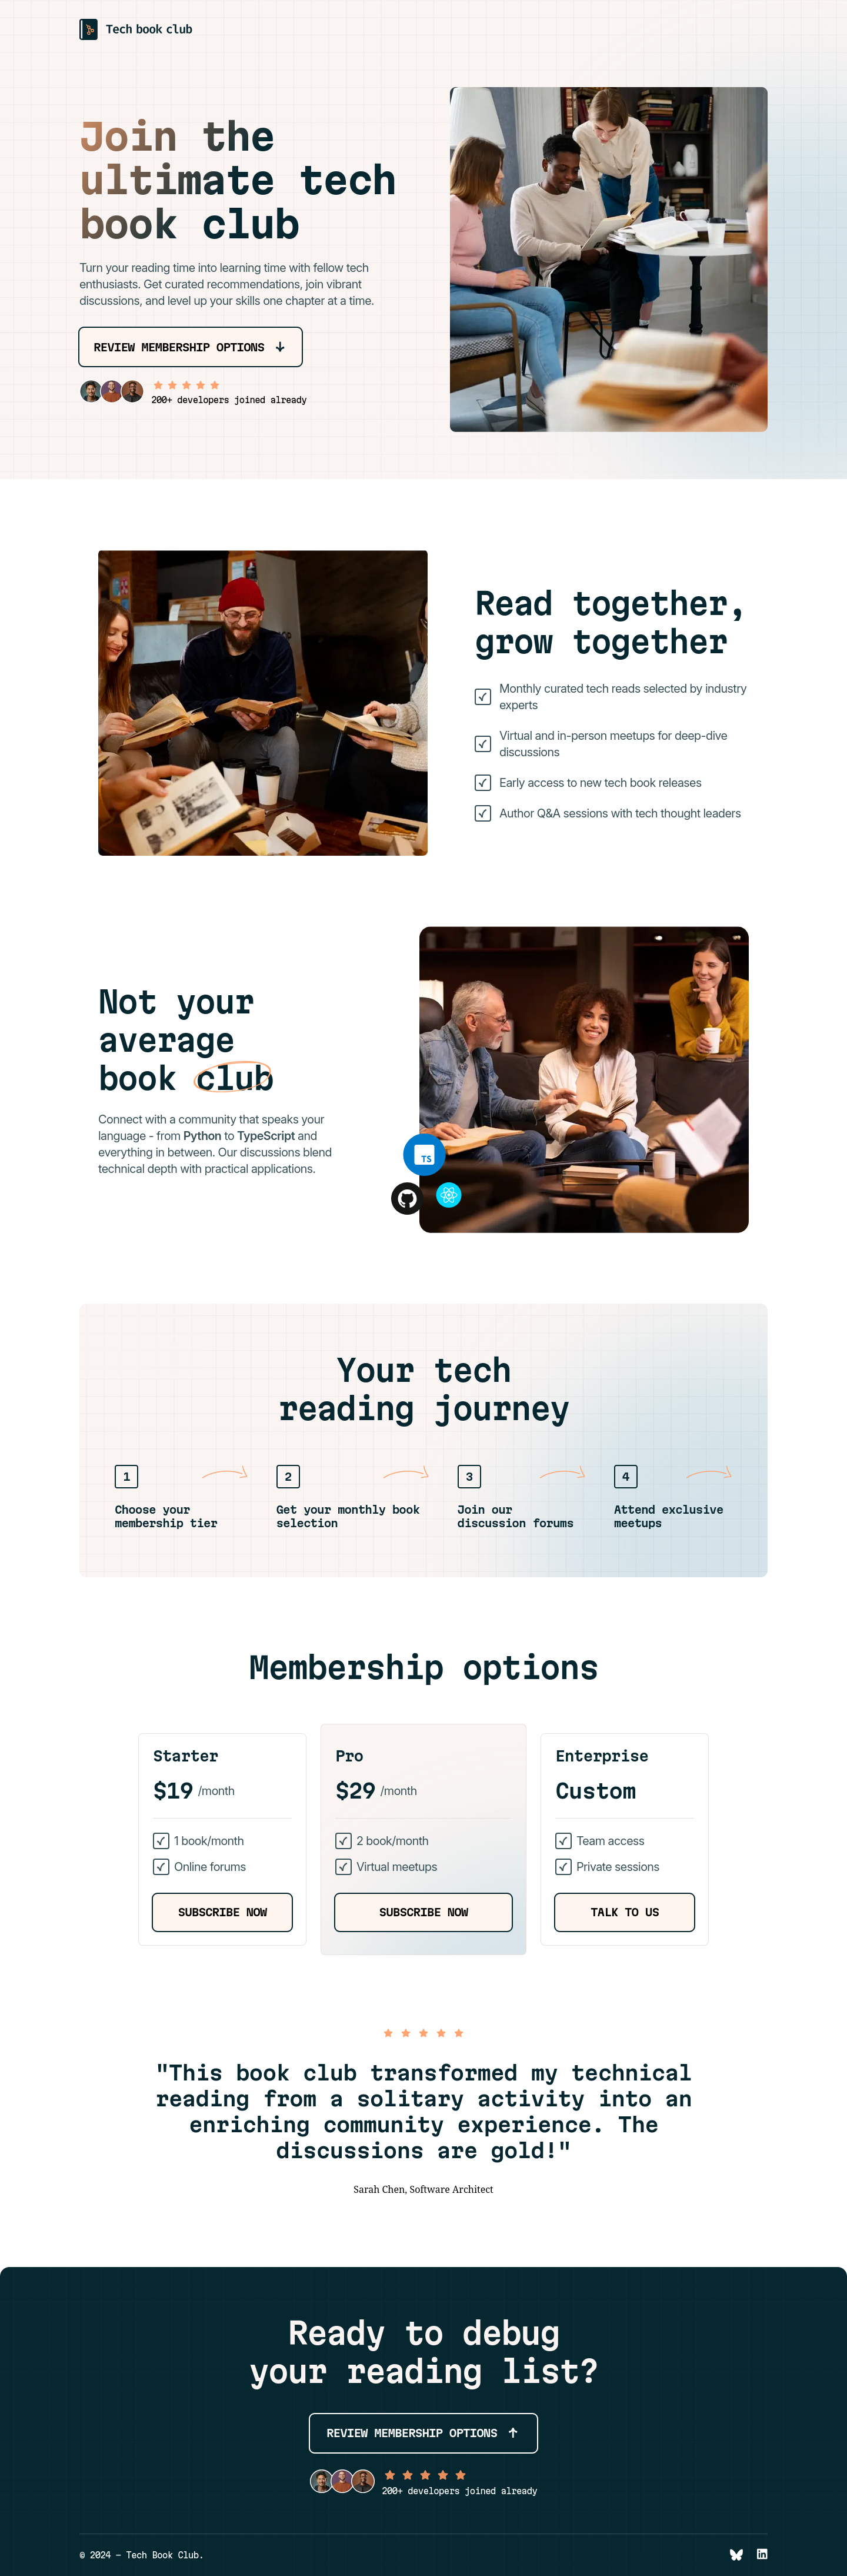 Tech book club
Join the
ultimate tech
book club
Turn your reading time into learning time with fellow tech
enthusiasts. Get curated recommendations, join vibrant
discussions, and level up your skills one chapter at a time.
REVIEW MEMBERSHIP OPTIONS ↓
200+ developers joined already
Read together,
grow together
Monthly curated tech reads selected by industry
experts
Virtual and in-person meetups for deep-dive
discussions
Early access to new tech book releases
Author Q&A sessions with tech thought leaders
Not your
average
book club
Connect with a community that speaks your
language - from Python to TypeScript and
everything in between. Our discussions blend
technical depth with practical applications.
TS
Your tech
reading journey
1
Choose your
membership tier
2
Get your monthly book
selection
3
Join our
discussion forums
4
Attend exclusive
meetups
Membership options
Starter
$19 /month
1 book/month
Online forums
SUBSCRIBE NOW
Pro
$29 /month
2 book/month
Virtual meetups
SUBSCRIBE NOW
Enterprise
Custom
Team access
Private sessions
TALK TO US
"This book club transformed my technical
reading from a solitary activity into an
enriching community experience. The
discussions are gold!"
Sarah Chen, Software Architect
Ready to debug
your reading list?
REVIEW MEMBERSHIP OPTIONS ↑
200+ developers joined already
© 2024 — Tech Book Club.
in